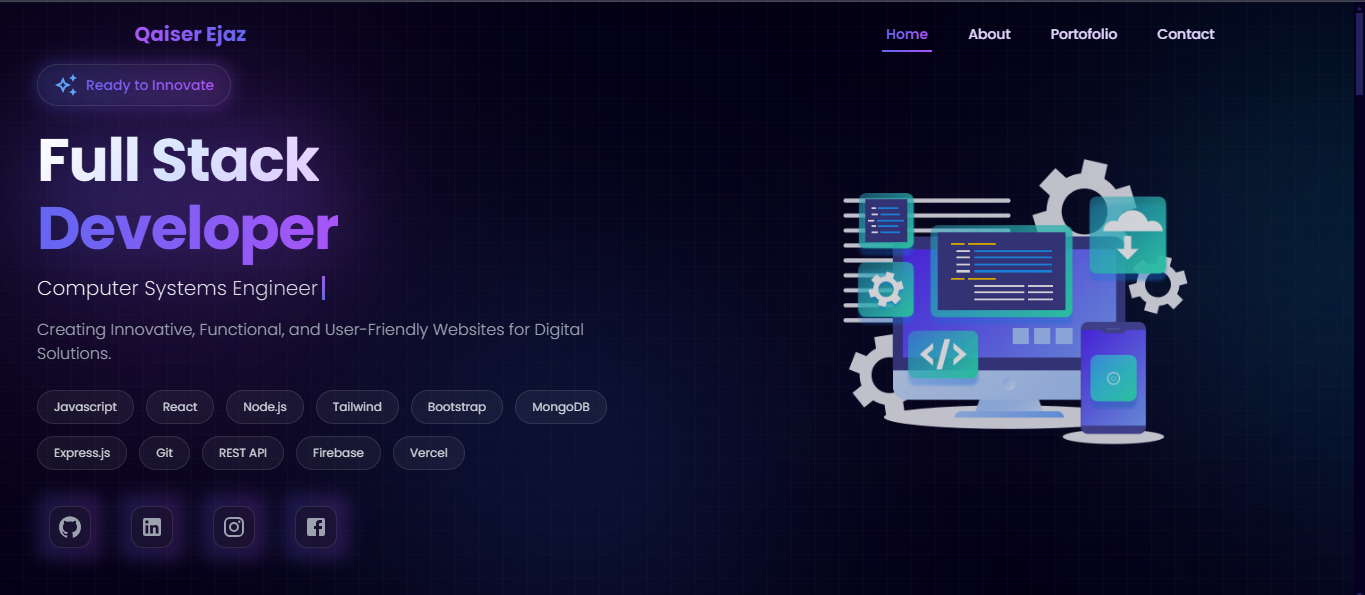 Qaiser Ejaz
Home About Portofolio Contact
Ready to Innovate
Full Stack
Developer
Computer Systems Engineer
Creating Innovative, Functional, and User-Friendly Websites for Digital
Solutions.
Javascript React Node.js Tailwind Bootstrap MongoDB
Express.js Git REST API Firebase Vercel